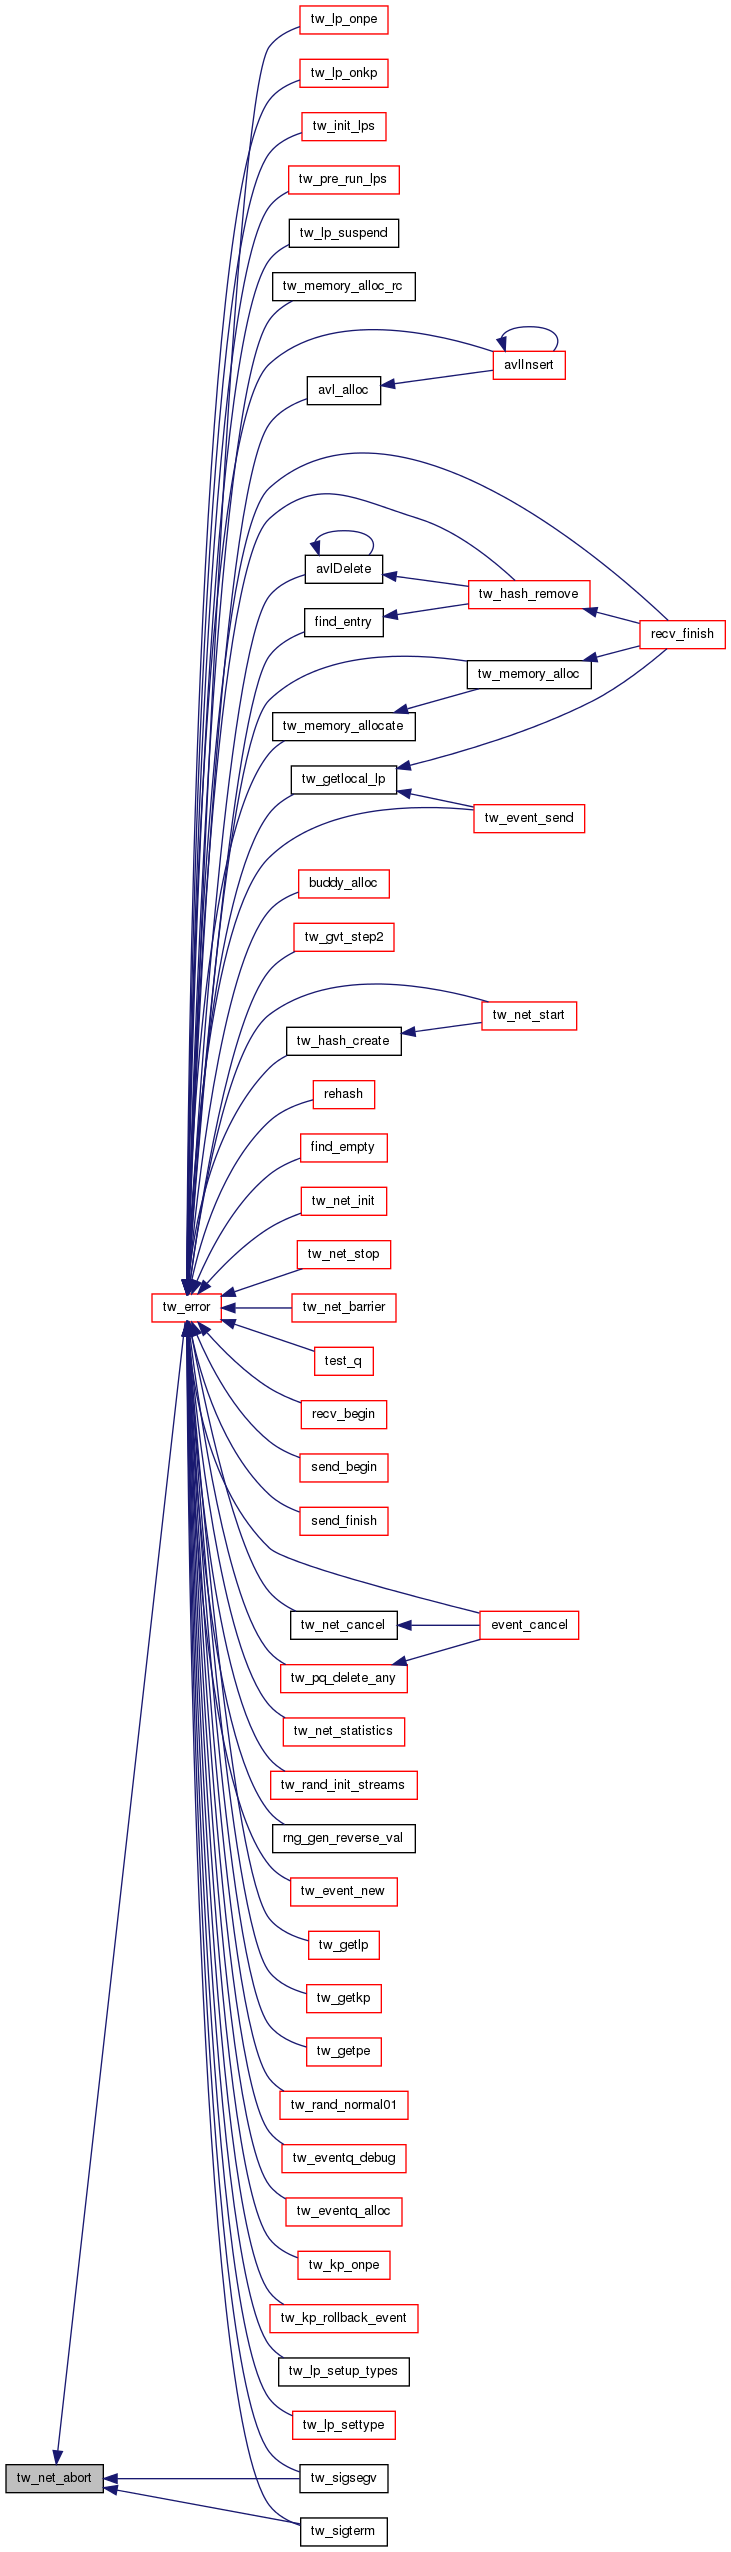 tw_lp_onpe
tw_lp_onkp
tw_init_lps
tw_pre_run_lps
tw_lp_suspend
tw_memory_alloc_rc
avlInsert
avl_alloc
avlDelete
tw_hash_remove
find_entry
recv_finish
tw_memory_alloc
tw_memory_allocate
tw_getlocal_lp
tw_event_send
buddy_alloc
tw_gvt_step2
tw_net_start
tw_hash_create
rehash
find_empty
tw_net_init
tw_net_stop
tw_error
tw_net_barrier
test_q
recv_begin
send_begin
send_finish
tw_net_cancel
event_cancel
tw_pq_delete_any
tw_net_statistics
tw_rand_init_streams
rng_gen_reverse_val
tw_event_new
tw_getlp
tw_getkp
tw_getpe
tw_rand_normal01
tw_eventq_debug
tw_eventq_alloc
tw_kp_onpe
tw_kp_rollback_event
tw_lp_setup_types
tw_lp_settype
tw_net_abort
tw_sigsegv
tw_sigterm